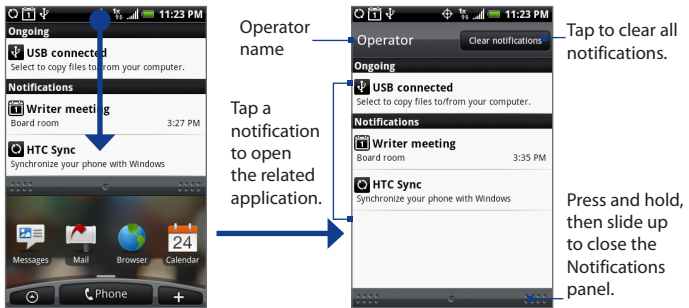 11:23 PM
Ongoing
USB connected
Select to copy files to/from your computer.
Notifications
1 Writer meeting
Board room 3:27 PM
HTC Sync
Synchronize your phone with Windows
Messages Mail Browser 24 Calendar
Phone +
Operator
name
Tap a
notification
to open
the related
application.
11:23 PM
Operator Clear notifications
Ongoing
USB connected
Select to copy files to/from your computer.
Notifications
1 Writer meeting
Board room 3:35 PM
HTC Sync
Synchronize your phone with Windows
Tap to clear all
notifications.
Press and hold,
then slide up
to close the
Notifications
panel.